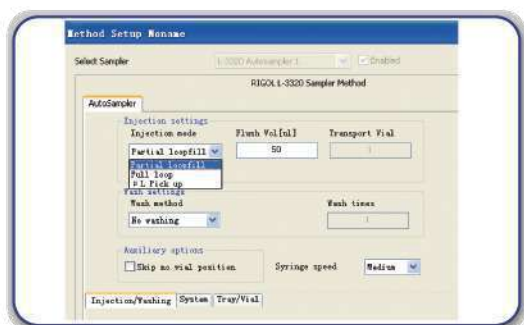 Method Setup Noname
Select Sampler L-3320 Autosampler 1 Enabled
RIGOL L-3320 Sampler Method
AutoSampler
Injection settings
Injection mode Flush Vol[ul] Transport Vial
Partial loopfill 50 1
Partial loopfill
Full loop
µL Pick up
Wash settings
Wash method Wash times
No washing 1
Auxiliary options
Skip no vial position Syringe speed Medium
Injection/Washing System Tray/Vial